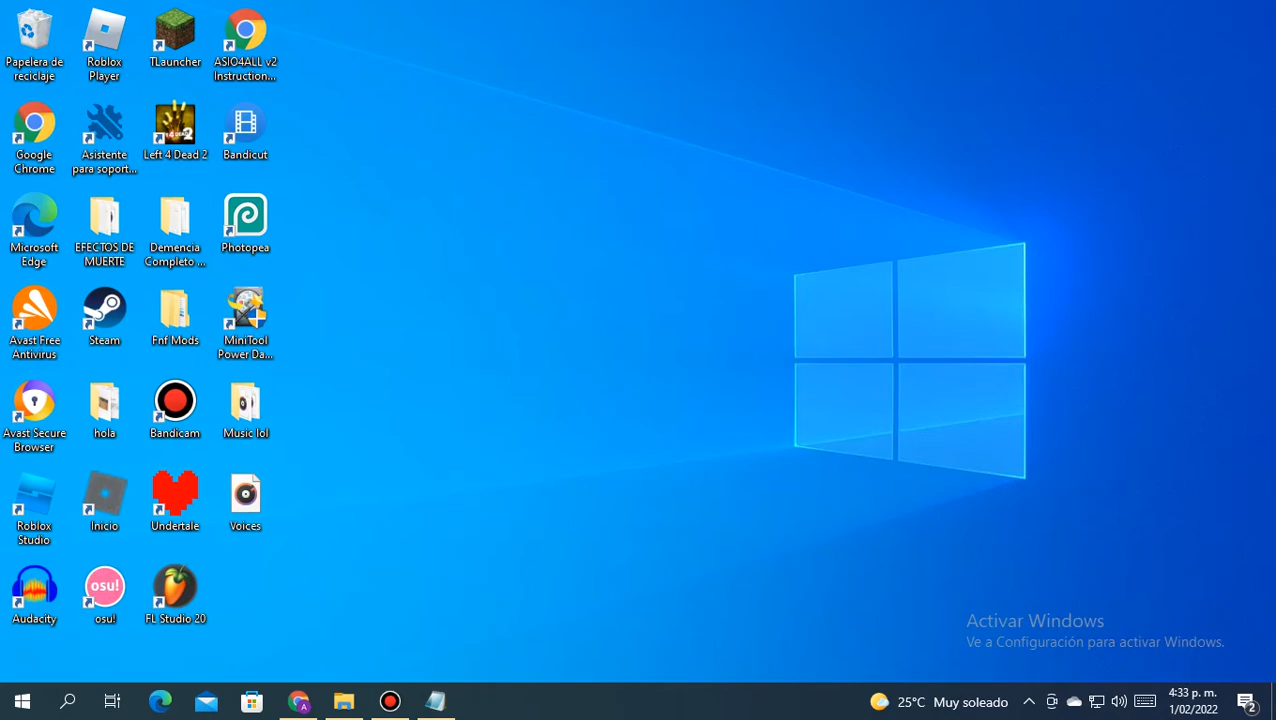 Papelera de
reciclaje
Roblox
Player
TLauncher
ASIO4ALL v2
Instruction...
Google
Chrome
Asistente
para soport...
Left 4 Dead 2
Bandicut
Microsoft
Edge
EFECTOS DE
MUERTE
Demencia
Completo ...
Photopea
Avast Free
Antivirus
Steam
Fnf Mods
MiniTool
Power Da...
Avast Secure
Browser
hola
Bandicam
Music lol
Roblox
Studio
Inicio
Undertale
Voices
Audacity
osu!
osu!
FL Studio 20
Activar Windows
Ve a Configuración para activar Windows.
A
25°C Muy soleado
4:33 p. m.
1/02/2022
2